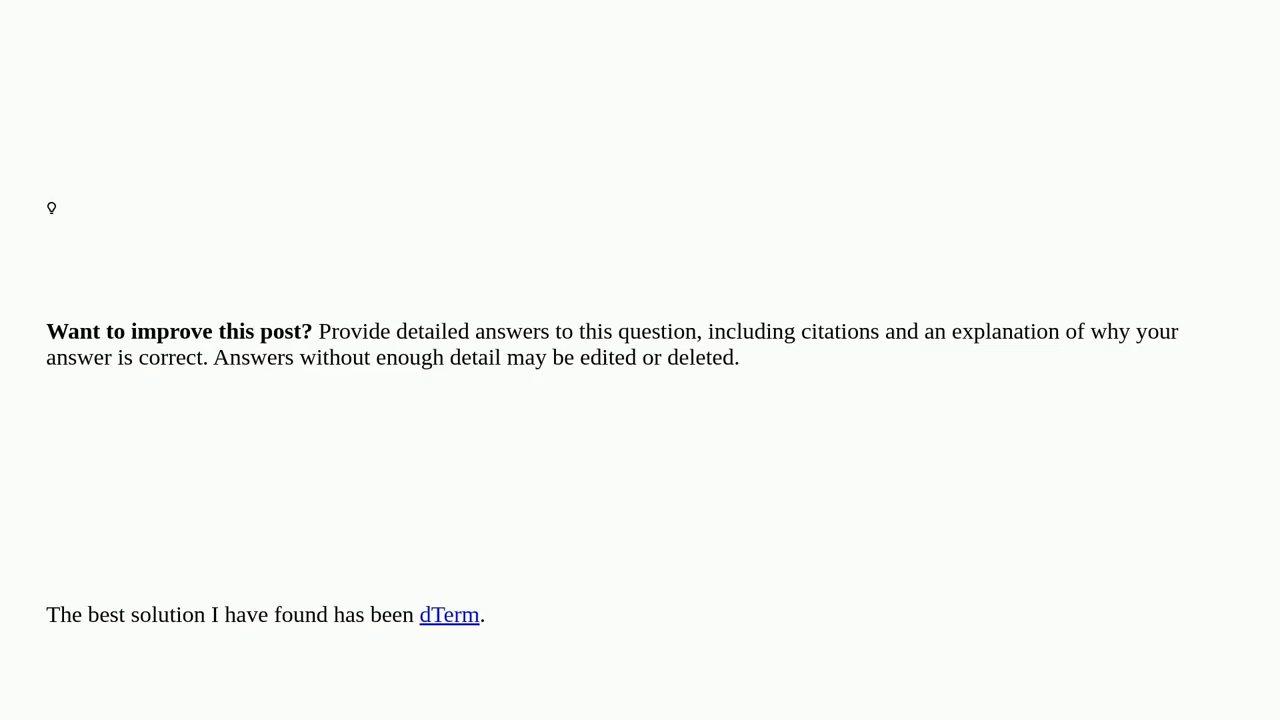 Want to improve this post? Provide detailed answers to this question, including citations and an explanation of why your
answer is correct. Answers without enough detail may be edited or deleted.
The best solution I have found has been dTerm.